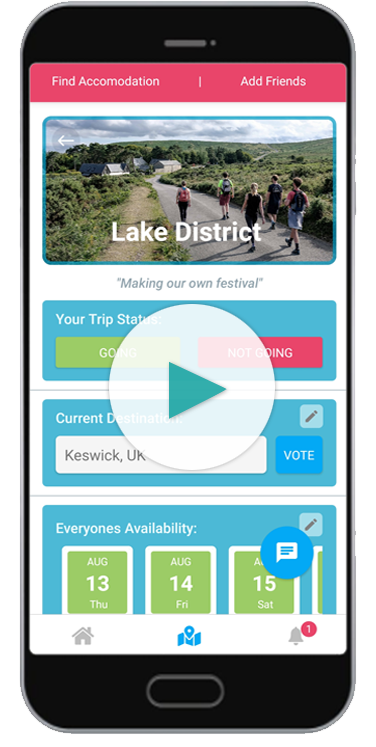 Find Accomodation | Add Friends
Lake District
"Making our own festival"
Your Trip Status:
GOING NOT GOING
Current Destination:
Keswick, UK VOTE
Everyones Availability:
AUG AUG
13 14 15
Thu Fri Sat
1